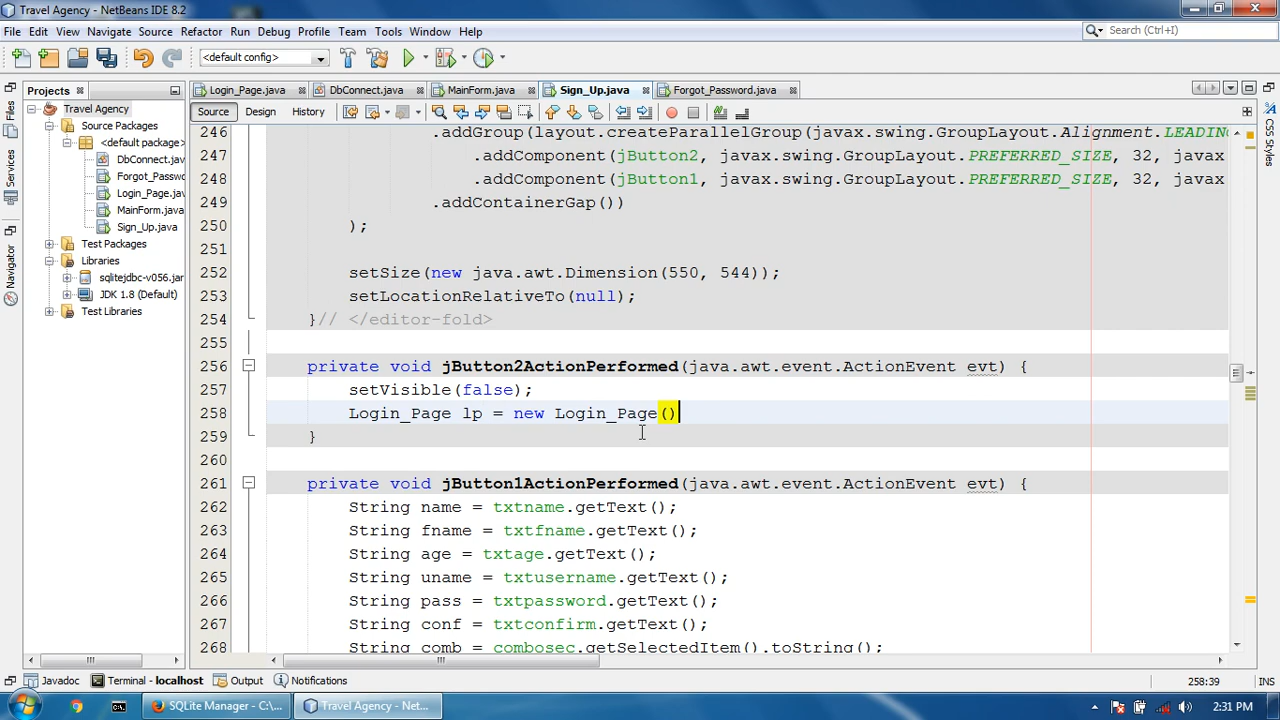 Travel Agency - NetBeans IDE 8.2
File Edit View Navigate Source Refactor Run Debug Profile Team Tools Window Help
Search (Ctrl+I)
<default config>
Projects
Login_Page.java DbConnect.java MainForm.java Sign_Up.java Forgot_Password.java
Files
Services
Navigator
CSS Styles
Travel Agency
Source Packages
<default package>
DbConnect.jav
Forgot_Passwo
Login_Page.jav
MainForm.java
Sign_Up.java
Test Packages
Libraries
sqlitejdbc-v056.jar
JDK 1.8 (Default)
Test Libraries
Source Design History
246 .addGroup(layout.createParallelGroup(javax.swing.GroupLayout.Alignment.LEADING
247 .addComponent(jButton2, javax.swing.GroupLayout.PREFERRED_SIZE, 32, javax
248 .addComponent(jButton1, javax.swing.GroupLayout.PREFERRED_SIZE, 32, javax
249 .addContainerGap())
250 );
251
252 setSize(new java.awt.Dimension(550, 544));
253 setLocationRelativeTo(null);
254 }// </editor-fold>
255
256 private void jButton2ActionPerformed(java.awt.event.ActionEvent evt) {
257 setVisible(false);
258 Login_Page lp = new Login_Page()
259 }
260
261 private void jButton1ActionPerformed(java.awt.event.ActionEvent evt) {
262 String name = txtname.getText();
263 String fname = txtfname.getText();
264 String age = txtage.getText();
265 String uname = txtusername.getText();
266 String pass = txtpassword.getText();
267 String conf = txtconfirm.getText();
268 String comb = combosec.getSelectedItem().toString();
Javadoc Terminal - localhost Output Notifications
258:39 INS
SQLite Manager - C:\... Travel Agency - Net... 2:31 PM